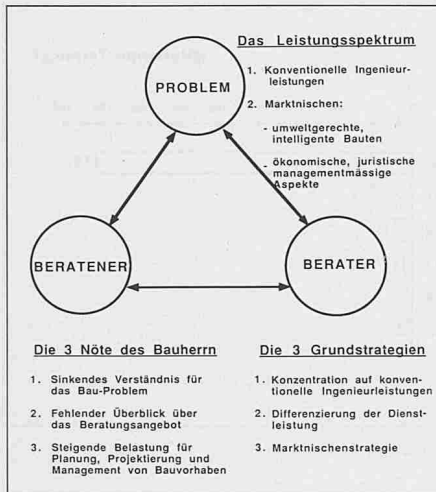 Das Leistungsspektrum
1. Konventionelle Ingenieur-
leistungen
2. Marktnischen:
- umweltgerechte,
intelligente Bauten
- ökonomische, juristische
managementmässige
Aspekte
PROBLEM
BERATENER
BERATER
Die 3 Nöte des Bauherrn
1. Sinkendes Verständnis für
das Bau-Problem
2. Fehlender Überblick über
das Beratungsangebot
3. Steigende Belastung für
Planung, Projektierung und
Management von Bauvorhaben
Die 3 Grundstrategien
1. Konzentration auf konven-
tionelle Ingenieurleistungen
2. Differenzierung der Dienst-
leistung
3. Marktnischenstrategie